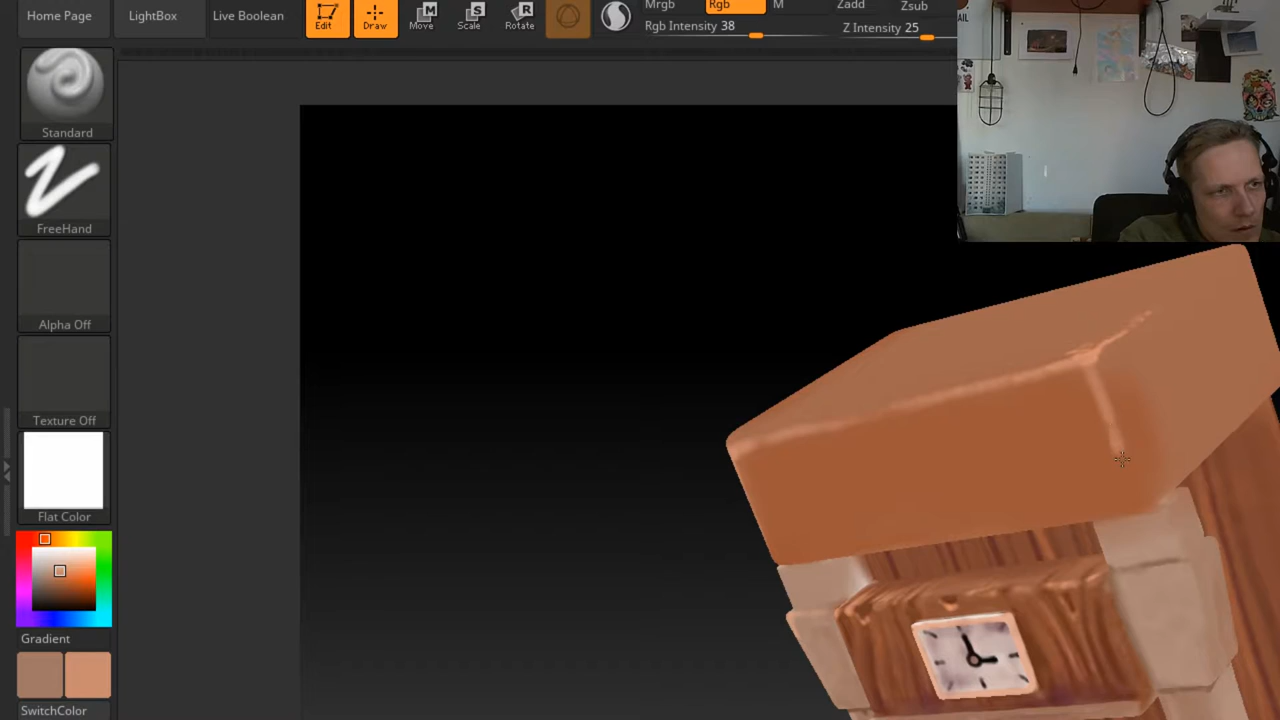 Home Page
LightBox
Live Boolean
Edit
Draw
Move
Scale
Rotate
Mrgb
Rgb
M
Zadd
Zsub
Rgb Intensity 38
Z Intensity 25
Standard
FreeHand
Alpha Off
Texture Off
Flat Color
Gradient
SwitchColor